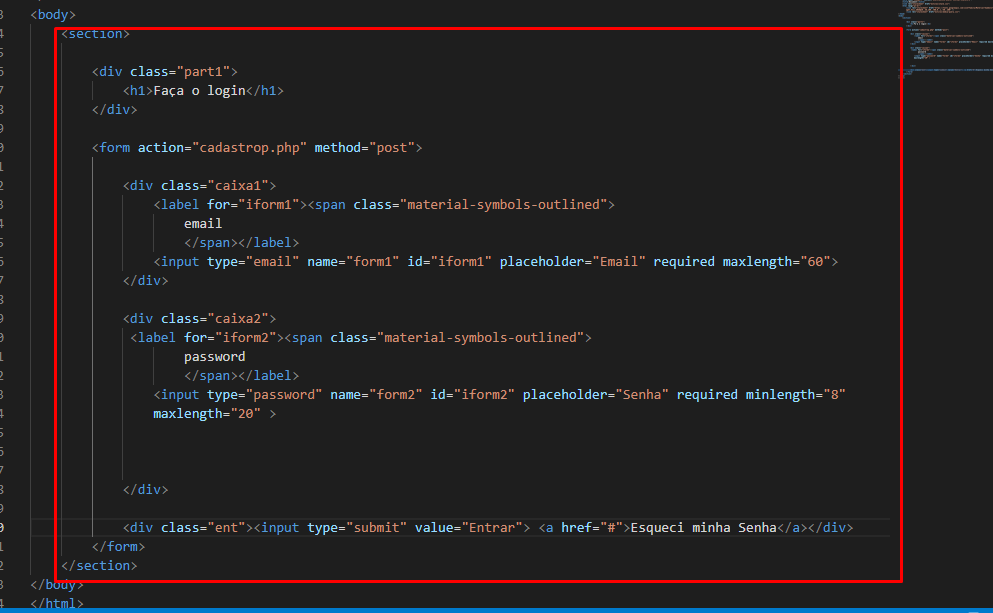 <body>
<section>
<div class="part1">
<h1>Faça o login</h1>
</div>
<form action="cadastrop.php" method="post">
<div class="caixa1">
<label for="iform1"><span class="material-symbols-outlined">
email
</span></label>
<input type="email" name="form1" id="iform1" placeholder="Email" required maxlength="60">
</div>
<div class="caixa2">
<label for="iform2"><span class="material-symbols-outlined">
password
</span></label>
<input type="password" name="form2" id="iform2" placeholder="Senha" required minlength="8"
maxlength="20" >
</div>
<div class="ent"><input type="submit" value="Entrar"> <a href="#">Esqueci minha Senha</a></div>
</form>
</section>
</body>
</html>